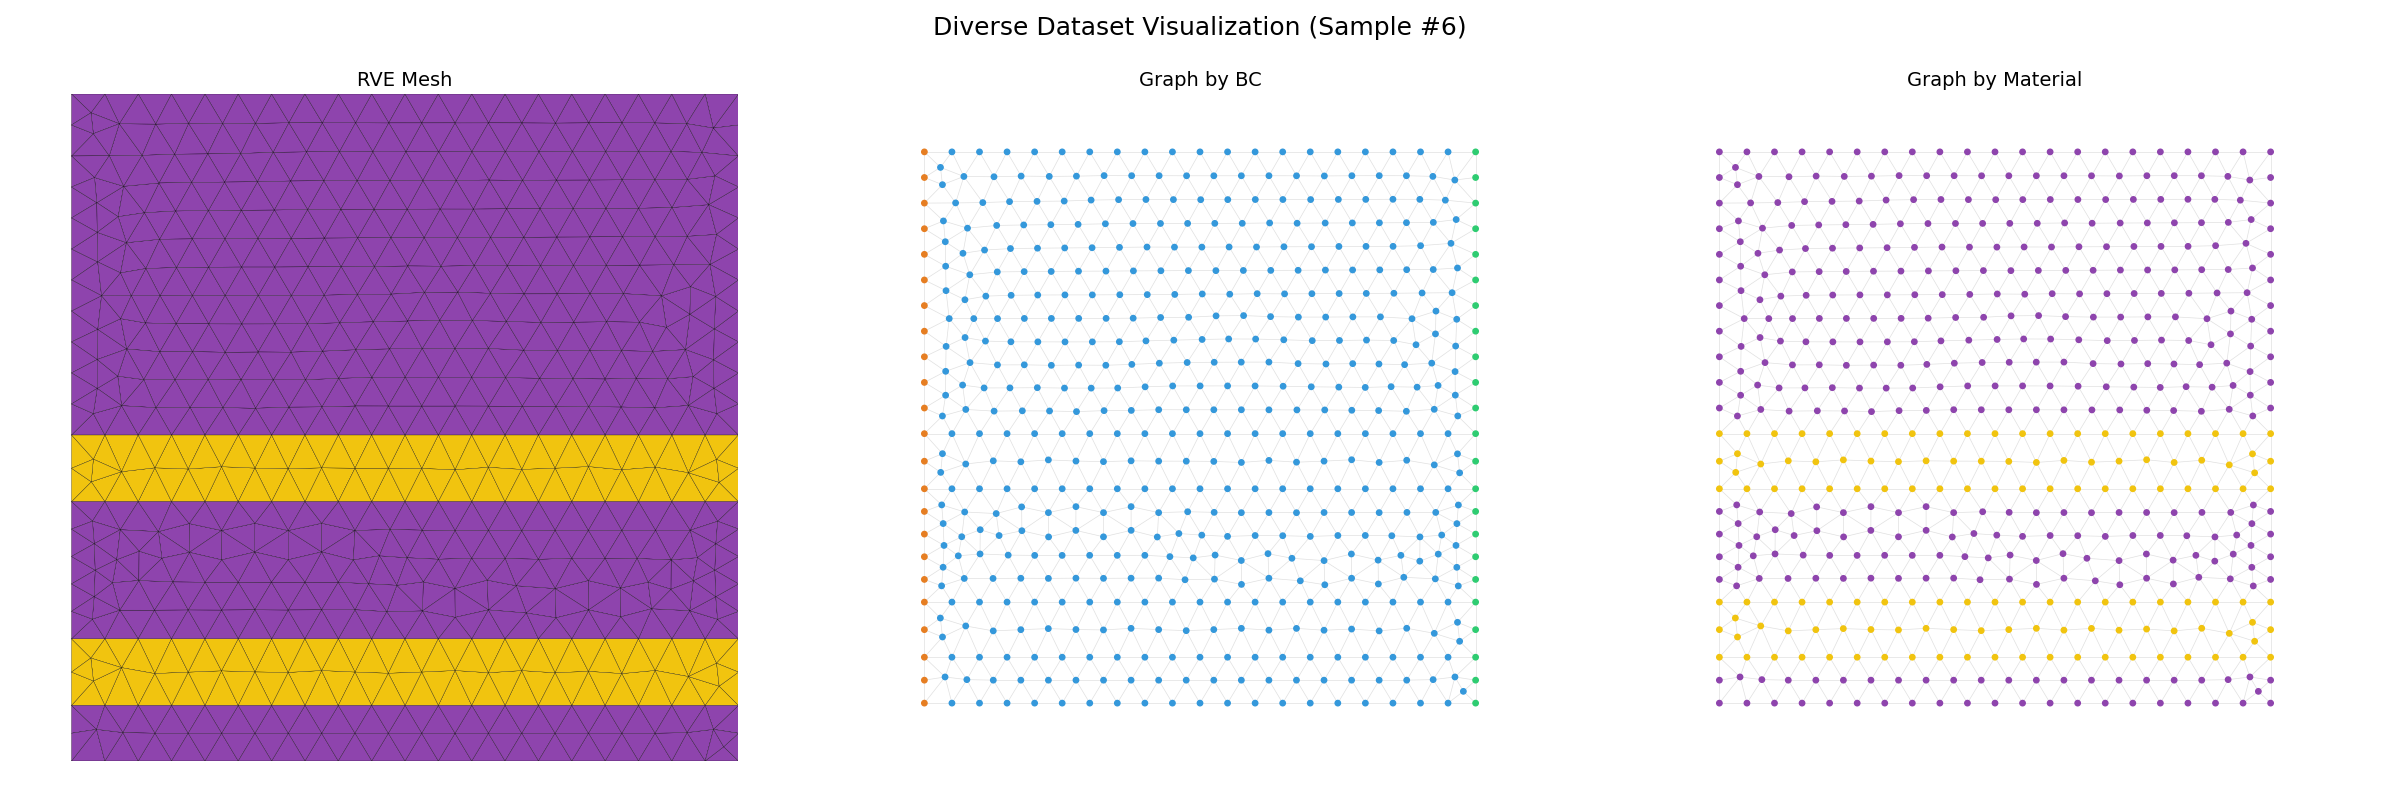 Diverse Dataset Visualization (Sample #6)
RVE Mesh
Graph by BC
Graph by Material